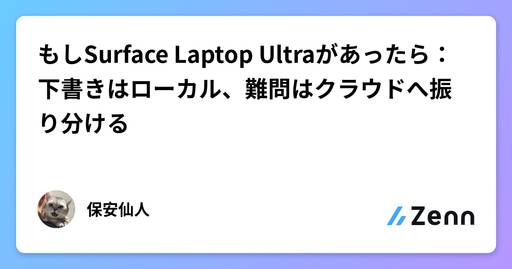 もしSurface Laptop Ultraがあったら：
下書きはローカル、難問はクラウドへ振
り分ける
保安仙人
Zenn